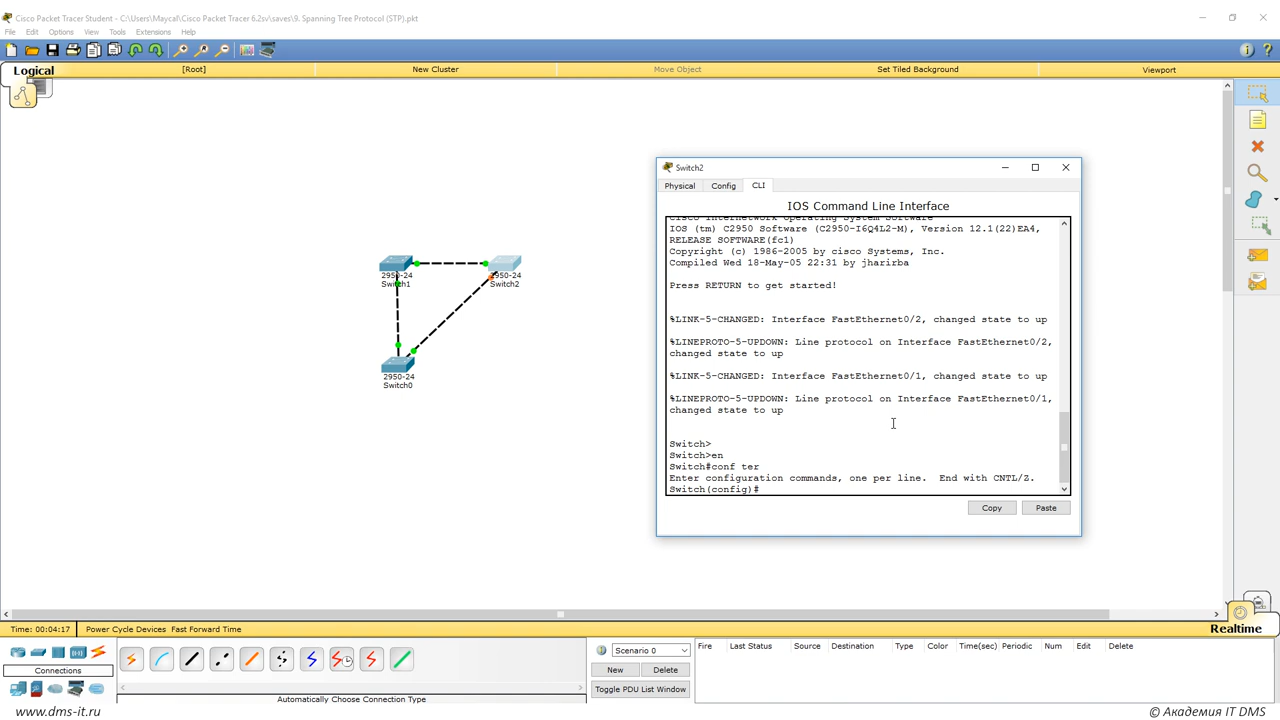 Cisco Packet Tracer Student - C:\Users\Maycal\Cisco Packet Tracer 6.2sv\saves\9. Spanning Tree Protocol (STP).pkt
File Edit Options View Tools Extensions Help
Logical [Root] New Cluster Move Object Set Tiled Background Viewport
Switch2
Physical Config CLI
IOS Command Line Interface
Cisco Internetwork Operating System Software
IOS (tm) C2950 Software (C2950-I6Q4L2-M), Version 12.1(22)EA4,
RELEASE SOFTWARE(fc1)
Copyright (c) 1986-2005 by cisco Systems, Inc.
Compiled Wed 18-May-05 22:31 by jharirba
Press RETURN to get started!
%LINK-5-CHANGED: Interface FastEthernet0/2, changed state to up
%LINEPROTO-5-UPDOWN: Line protocol on Interface FastEthernet0/2,
changed state to up
%LINK-5-CHANGED: Interface FastEthernet0/1, changed state to up
%LINEPROTO-5-UPDOWN: Line protocol on Interface FastEthernet0/1,
changed state to up
Switch>
Switch>en
Switch#conf ter
Enter configuration commands, one per line. End with CNTL/Z.
Switch(config)#
Copy Paste
2950-24
Switch1
2950-24
Switch2
2950-24
Switch0
Time: 00:04:17 Power Cycle Devices Fast Forward Time
Realtime
Connections
Automatically Choose Connection Type
Scenario 0
New Delete
Toggle PDU List Window
Fire Last Status Source Destination Type Color Time(sec) Periodic Num Edit Delete
www.dms-it.ru
© Академия IT DMS